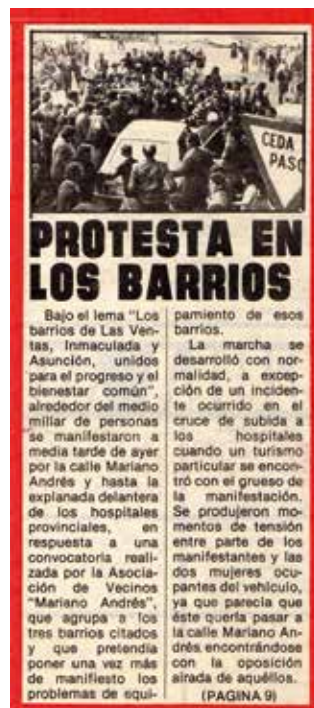 CEDA
PASO
PROTESTA EN
LOS BARRIOS
Bajo el lema "Los
barrios de Las Ven-
tas, Inmaculada y
Asunción, unidos
para el progreso y el
bienestar común",
alrededor del medio
millar de personas
se manifestaron a
media tarde de ayer
por la calle Mariano
Andrés y hasta la
explanada delantera
de los hospitales
provinciales, en
respuesta a una
convocatoria reali-
zada por la Asocia-
ción de Vecinos
"Mariano Andrés",
que agrupa a los
tres barrios citados
y que pretendía
poner una vez más
de manifiesto los
problemas de equi-
pamiento de esos
barrios.
La marcha se
desarrolló con nor-
malidad, a excep-
ción de un inciden-
te ocurrido en el
cruce de subida a
los hospitales
cuando un turismo
particular se encon-
tró con el grueso de
la manifestación.
Se produjeron mo-
mentos de tensión
entre parte de los
manifestantes y las
dos mujeres ocu-
pantes del vehículo,
ya que parecía que
éste quería pasar a
la calle Mariano An-
drés encontrándose
con la oposición
airada de aquéllos.
(PAGINA 9)